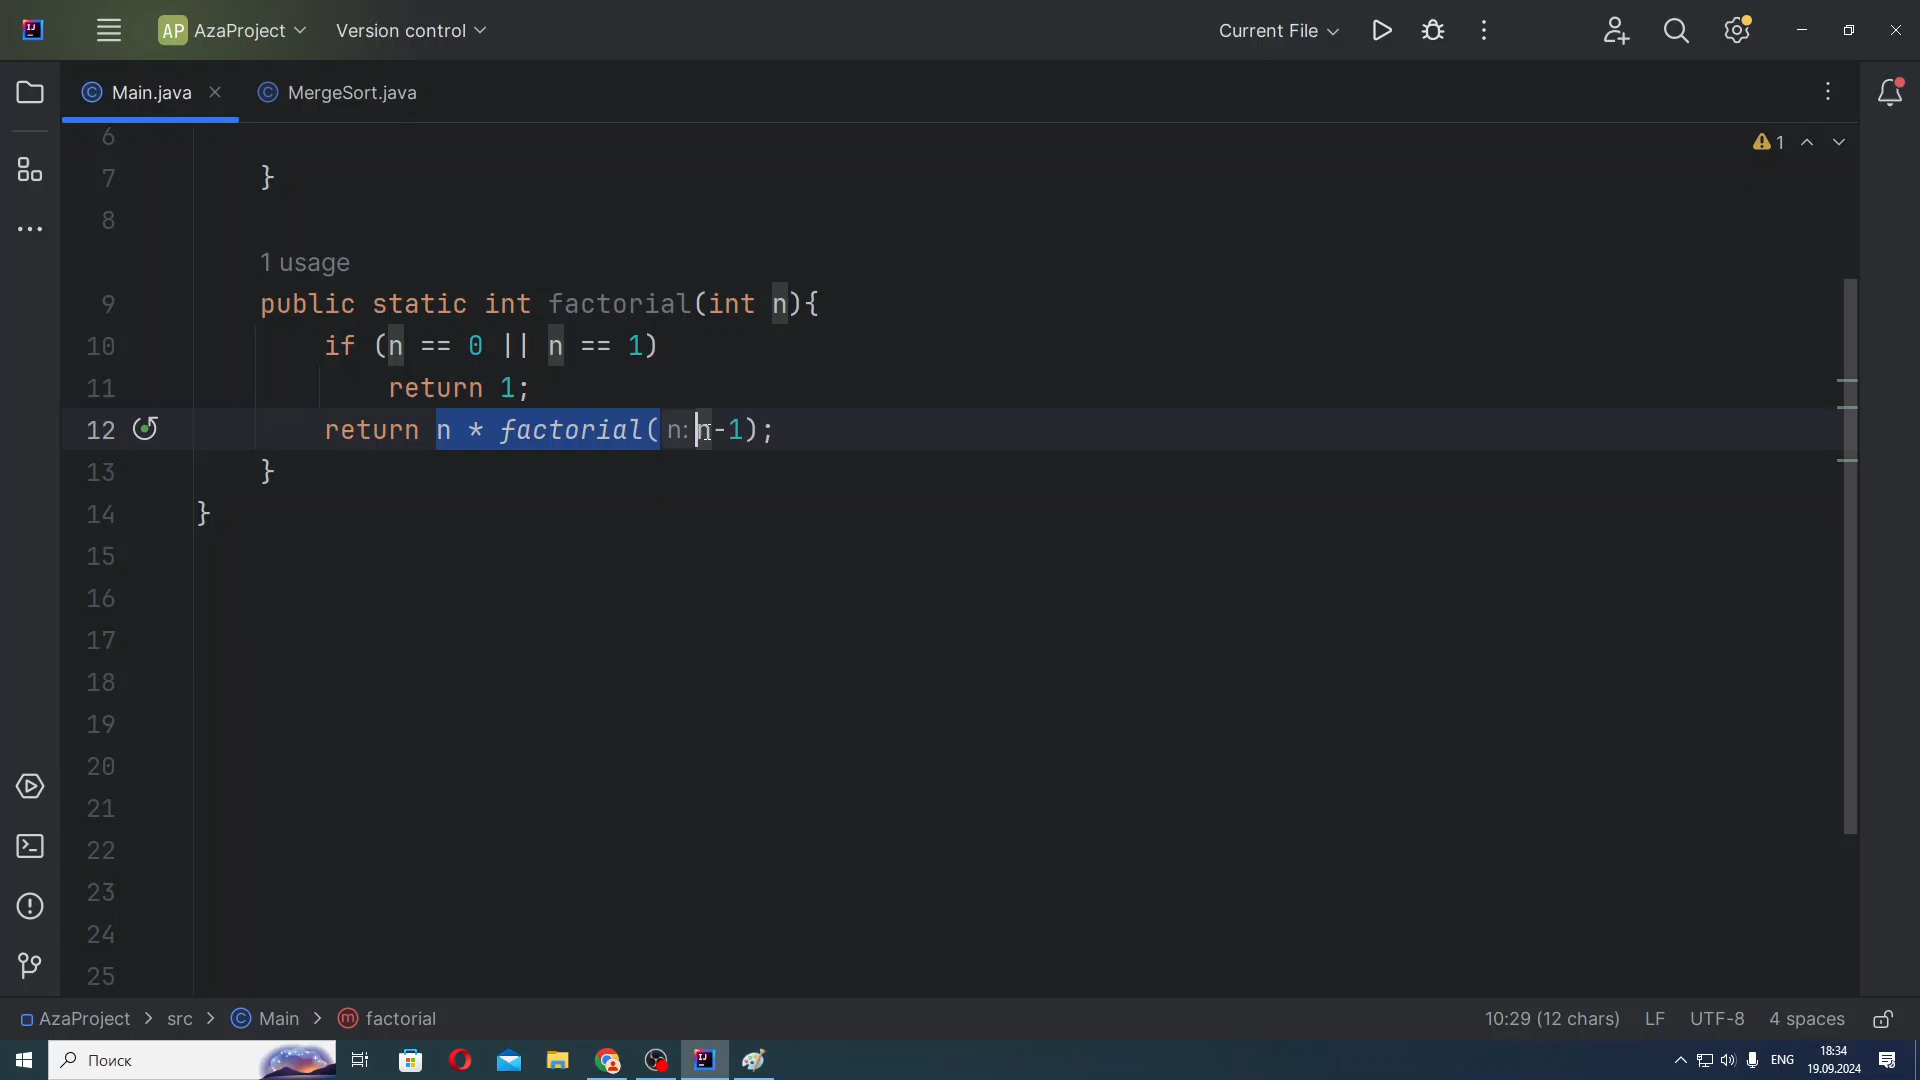 AP AzaProject Version control Current File
Main.java MergeSort.java
6 1
7 }
8
1 usage
9 public static int factorial(int n){
10 if (n == 0 || n == 1)
11 return 1;
12 return n * factorial( n: n-1);
13 }
14 }
15
16
17
18
19
20
21
22
23
24
25
AzaProject > src > Main > factorial 10:29 (12 chars) LF UTF-8 4 spaces
Поиск ENG 18:34
19.09.2024